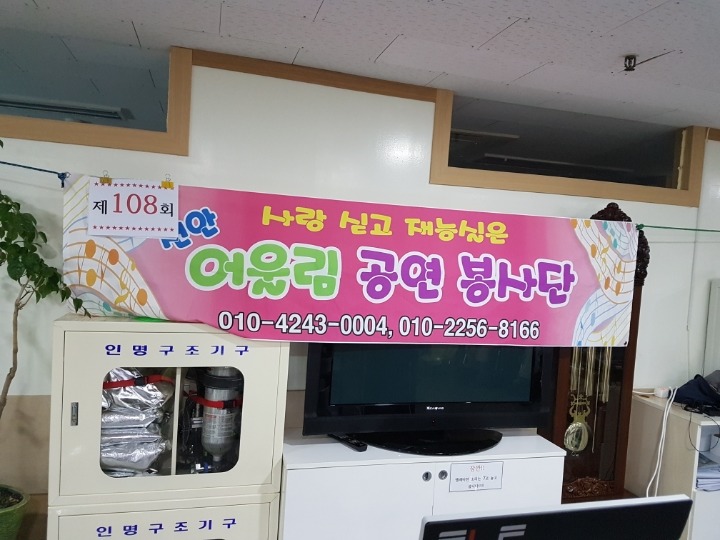 제108회
천안
사랑 싣고 재능실은
어읊림 공연 봉사단
010-4243-0004, 010-2256-8166
인명구조기구
인명구조기구